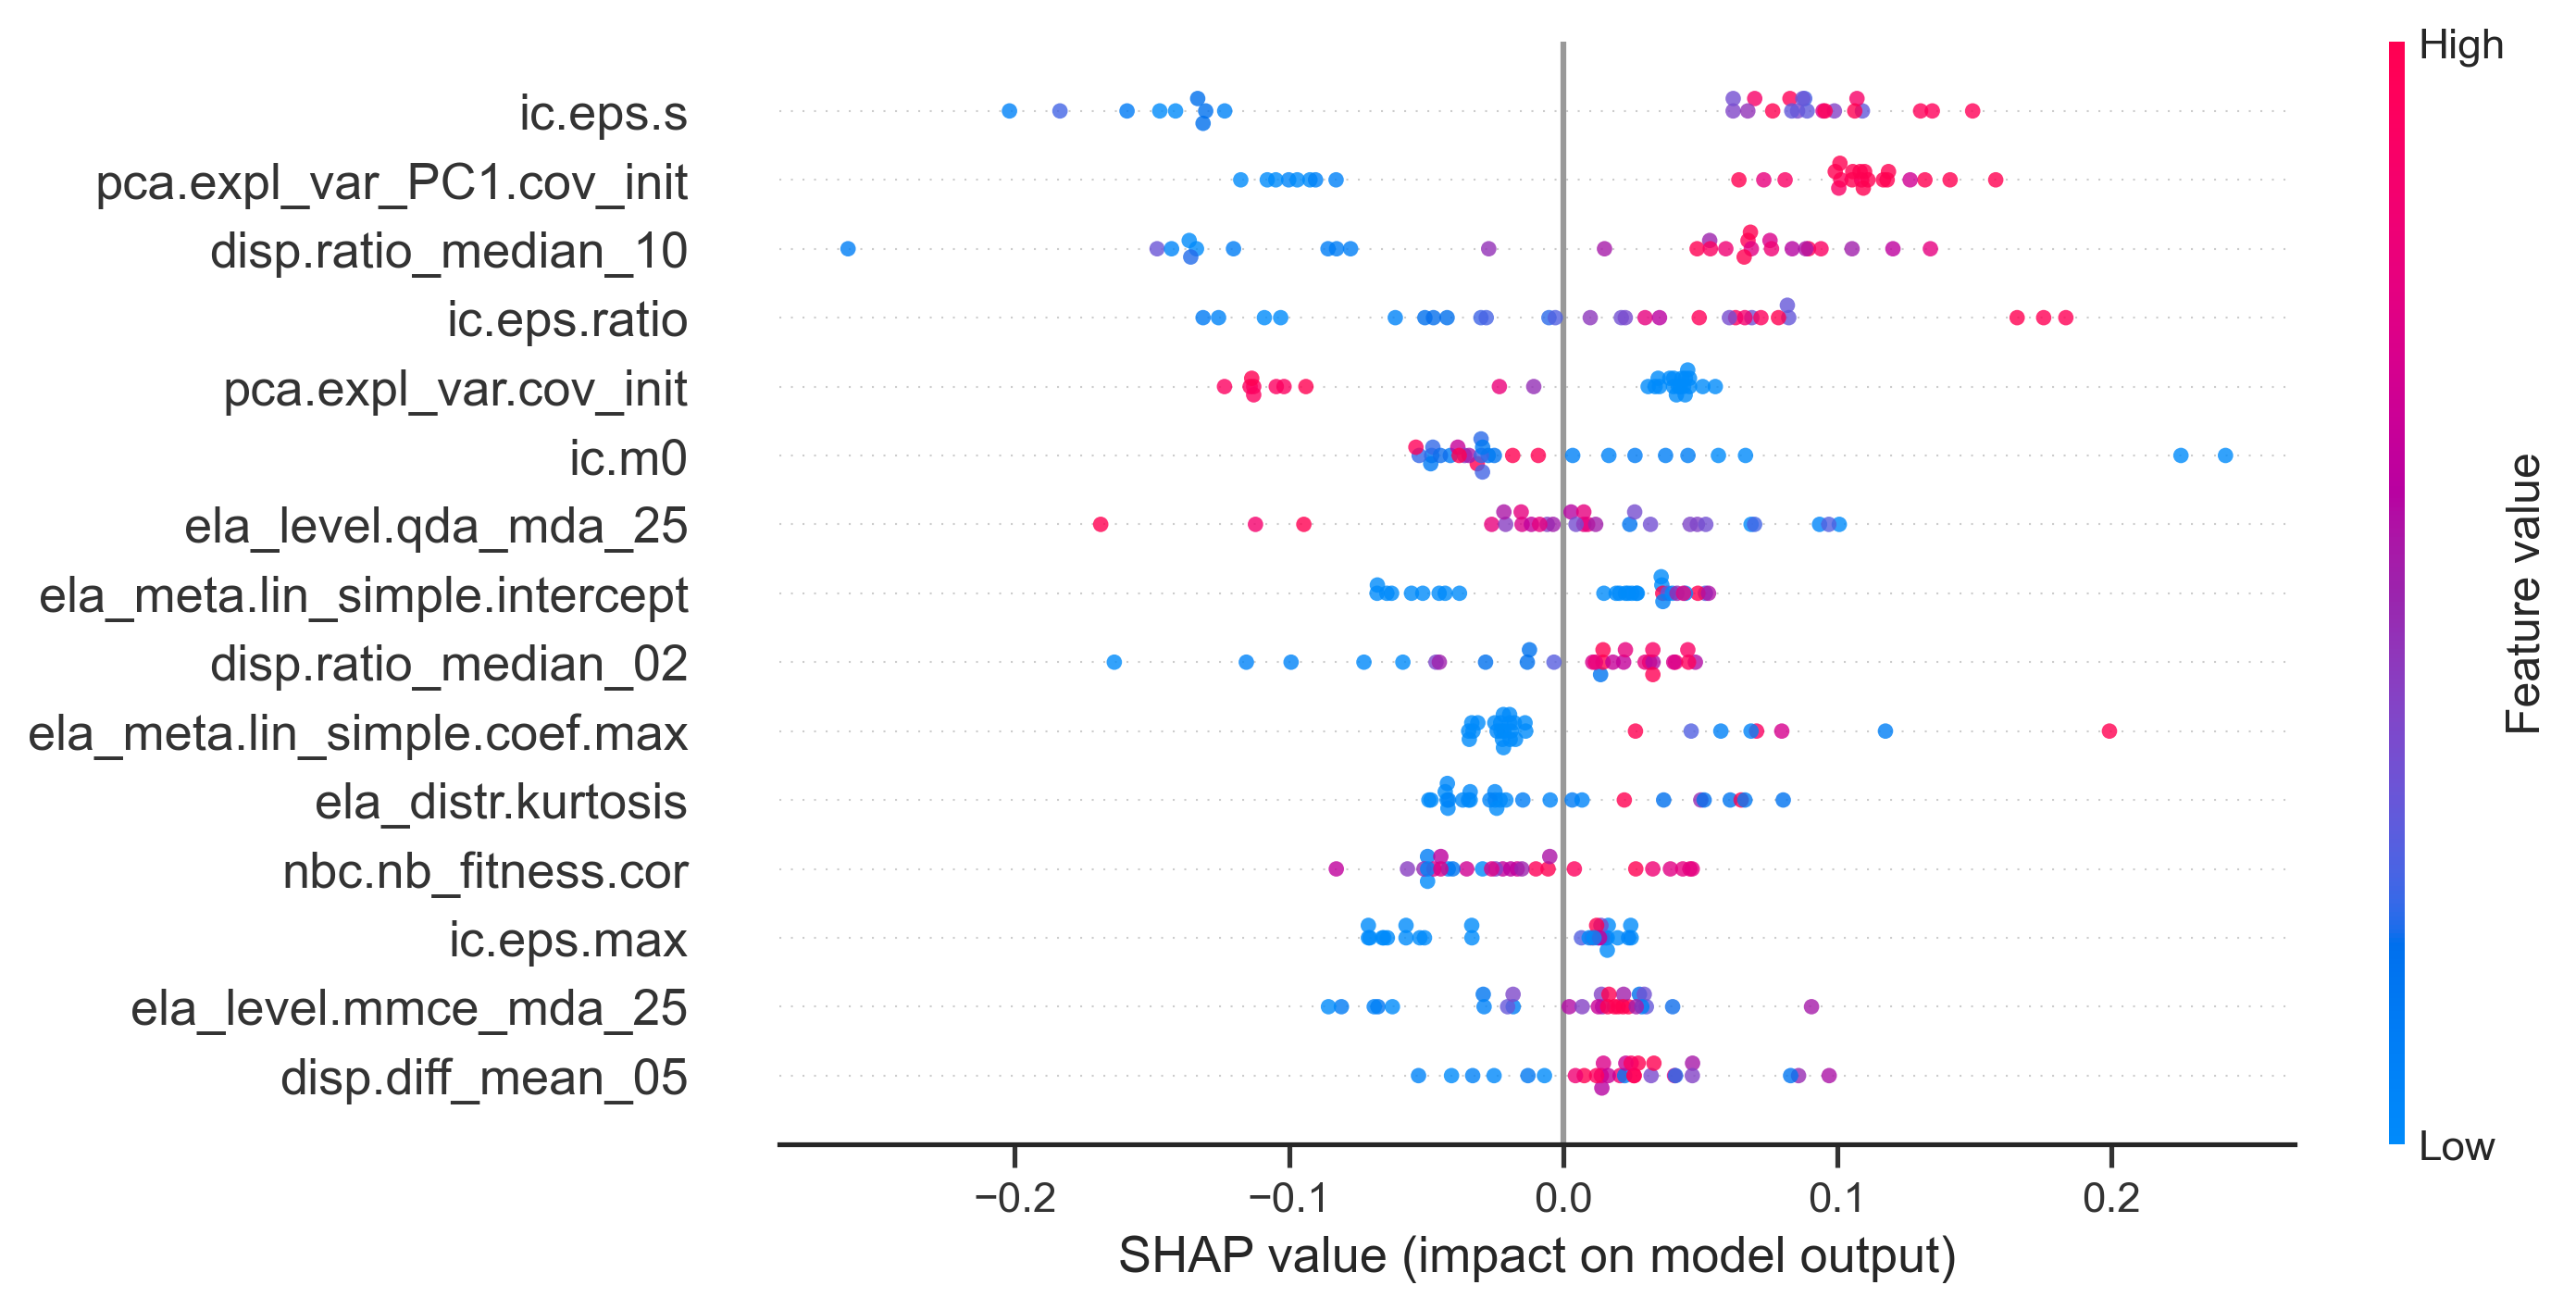 High
ic.eps.s
pca.expl_var_PC1.cov_init
disp.ratio_median_10
ic.eps.ratio
pca.expl_var.cov_init
ic.m0
ela_level.qda_mda_25
ela_meta.lin_simple.intercept
disp.ratio_median_02
ela_meta.lin_simple.coef.max
ela_distr.kurtosis
nbc.nb_fitness.cor
ic.eps.max
ela_level.mmce_mda_25
disp.diff_mean_05
Feature value
Low
−0.2 −0.1 0.0 0.1 0.2
SHAP value (impact on model output)